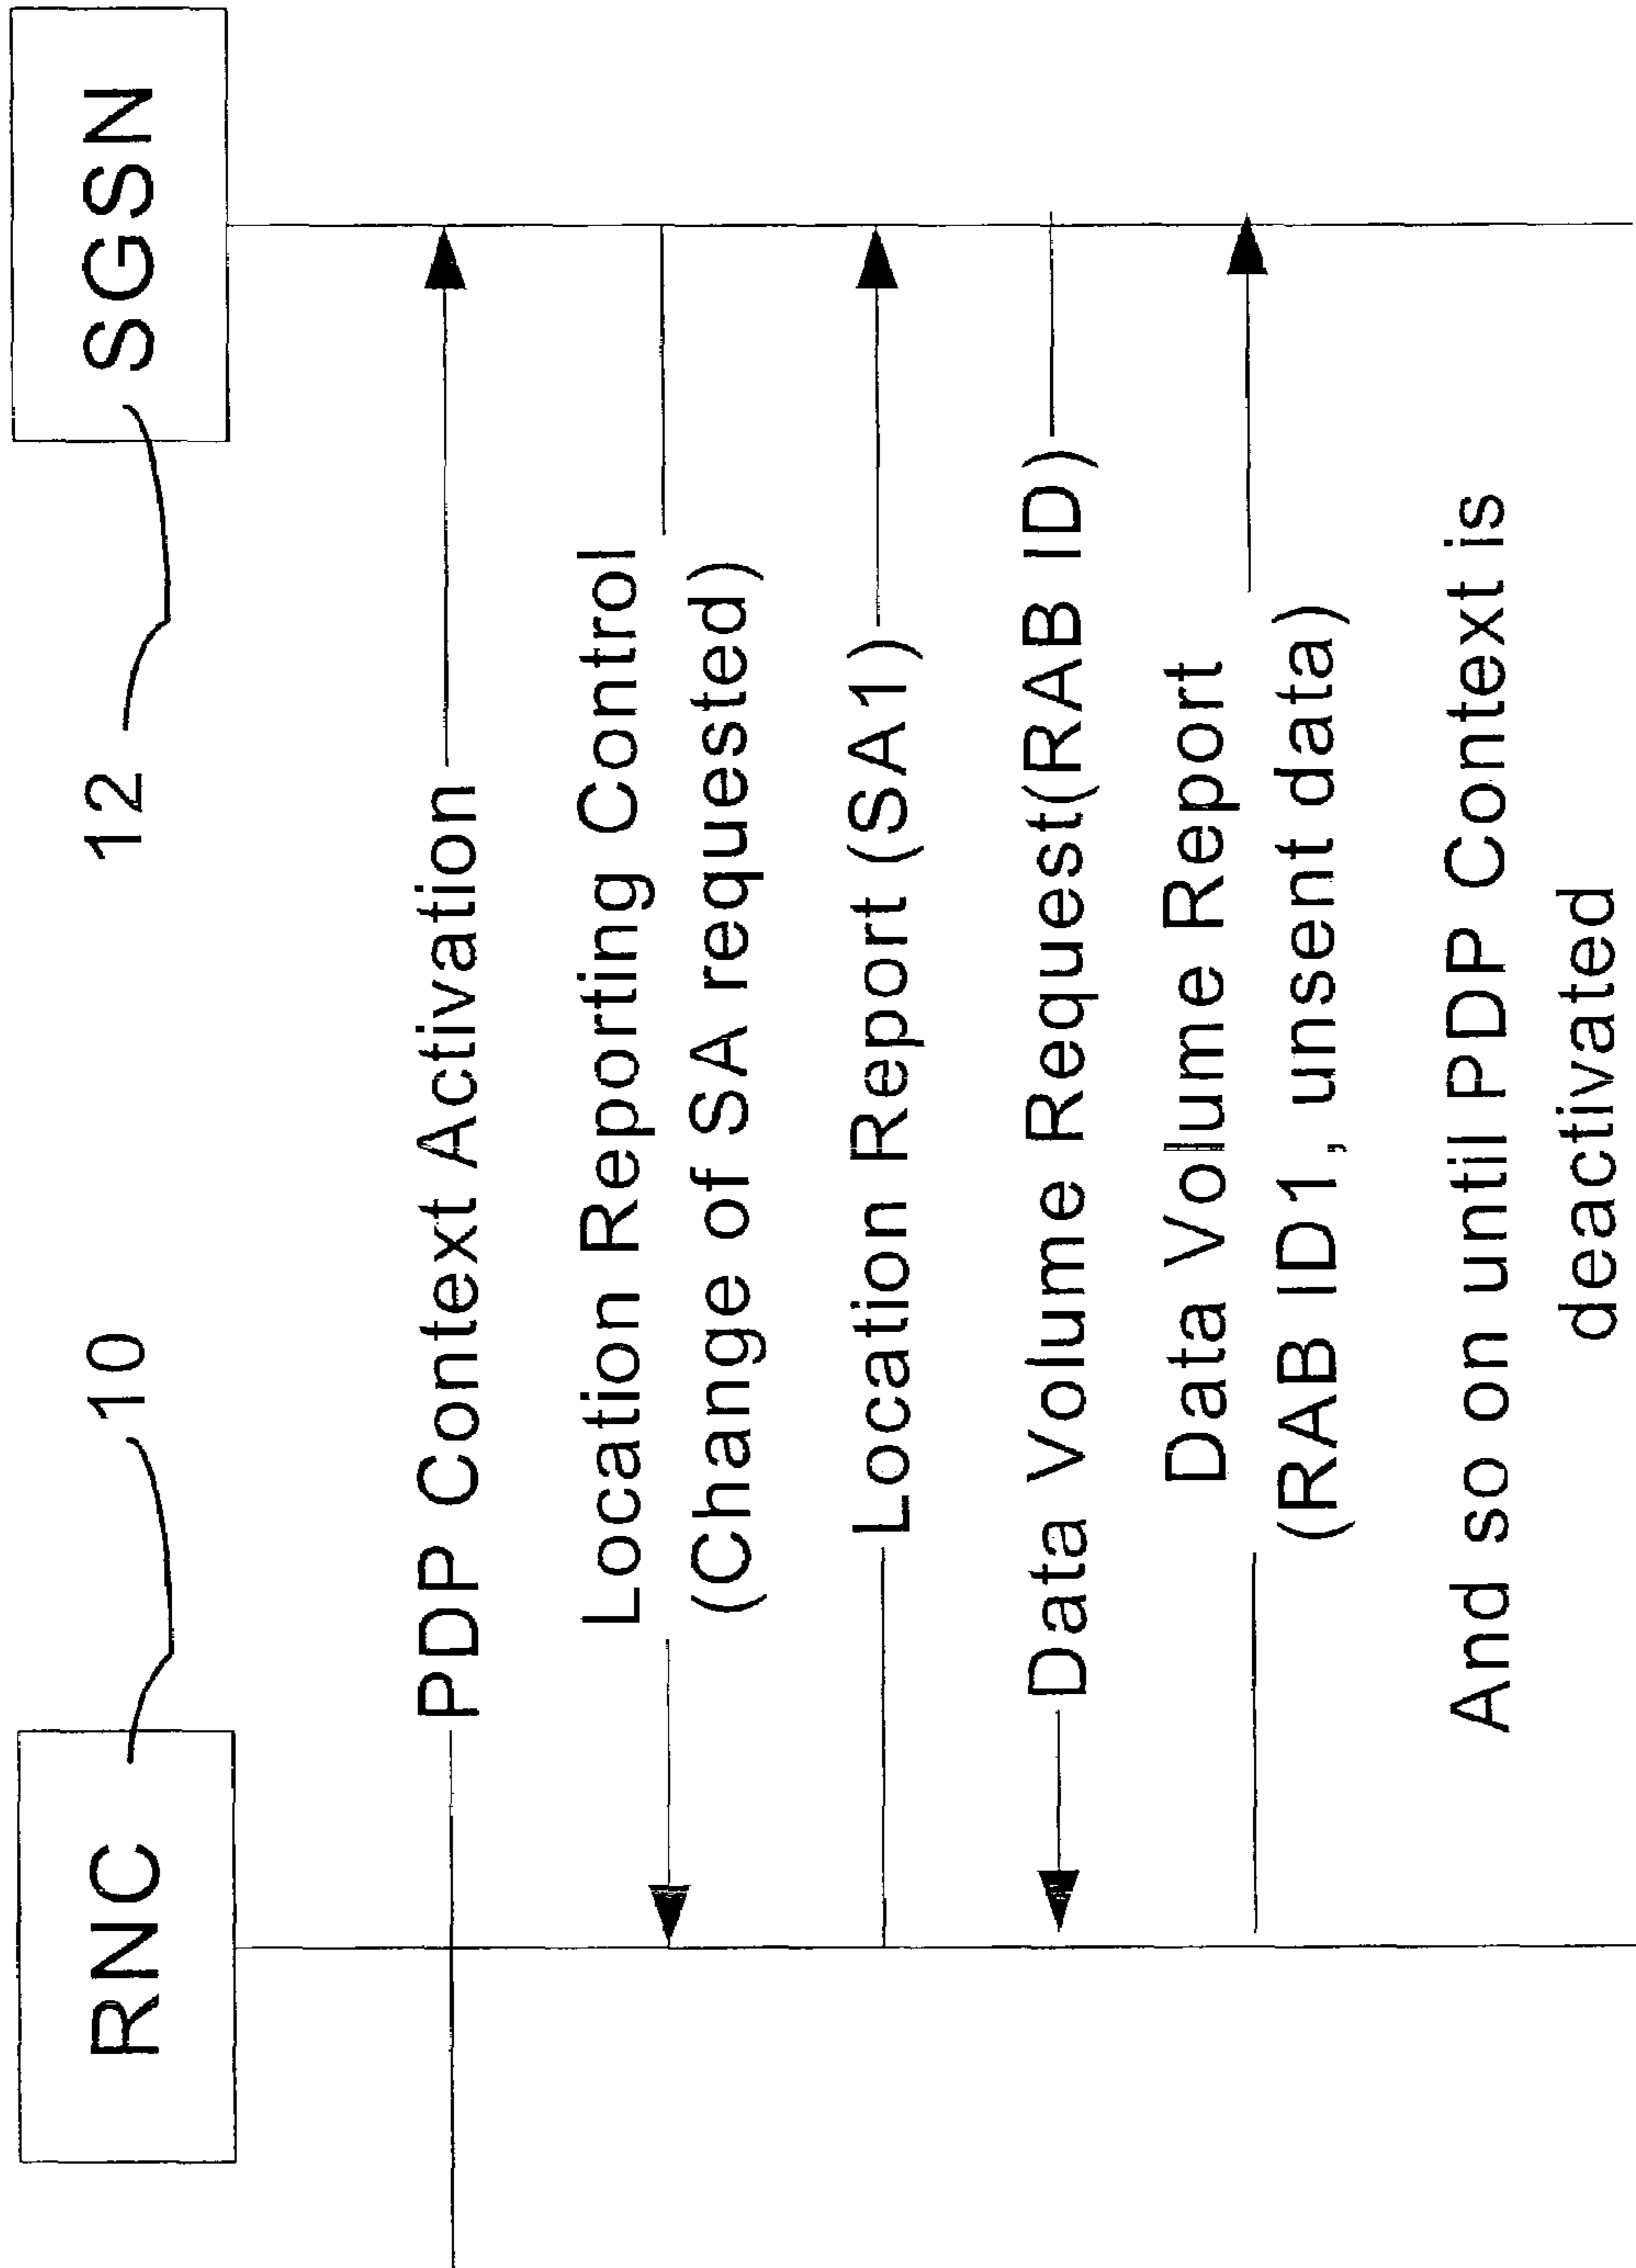 RNC
10
12
SGSN
PDP Context Activation
Location Reporting Control
(Change of SA requested)
Location Report (SA1)
Data Volume Request(RAB ID)
Data Volume Report
(RAB ID1, unsent data)
And so on until PDP Context is
deactivated